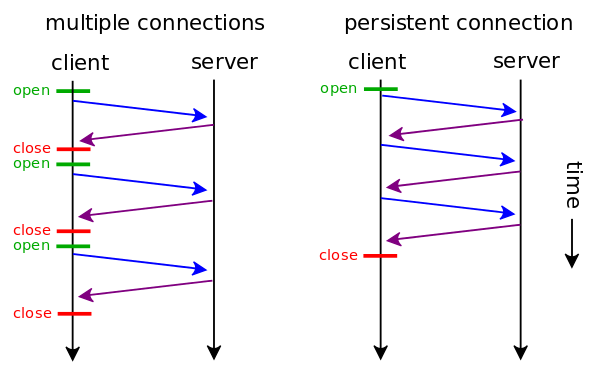 multiple connections
client server
open
close
open
close
open
close
persistent connection
client server
open
close
time